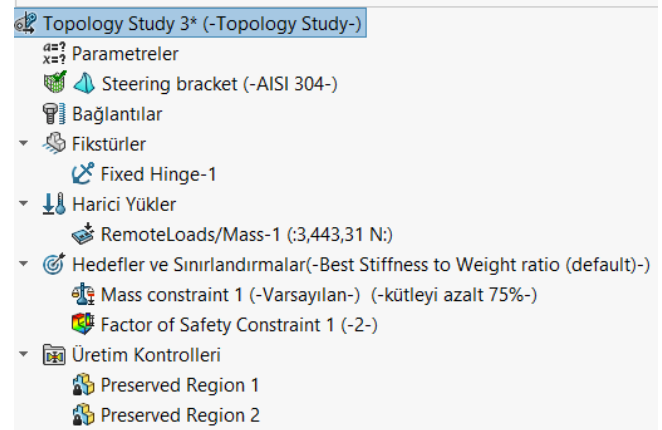 Topology Study 3* (-Topology Study-)
a=?
x=? Parametreler
Steering bracket (-AISI 304-)
Bağlantılar
Fikstürler
Fixed Hinge-1
Harici Yükler
RemoteLoads/Mass-1 (:3,443,31 N:)
Hedefler ve Sınırlandırmalar(-Best Stiffness to Weight ratio (default)-)
Mass constraint 1 (-Varsayılan-) (-kütleyi azalt 75%-)
Factor of Safety Constraint 1 (-2-)
Üretim Kontrolleri
Preserved Region 1
Preserved Region 2